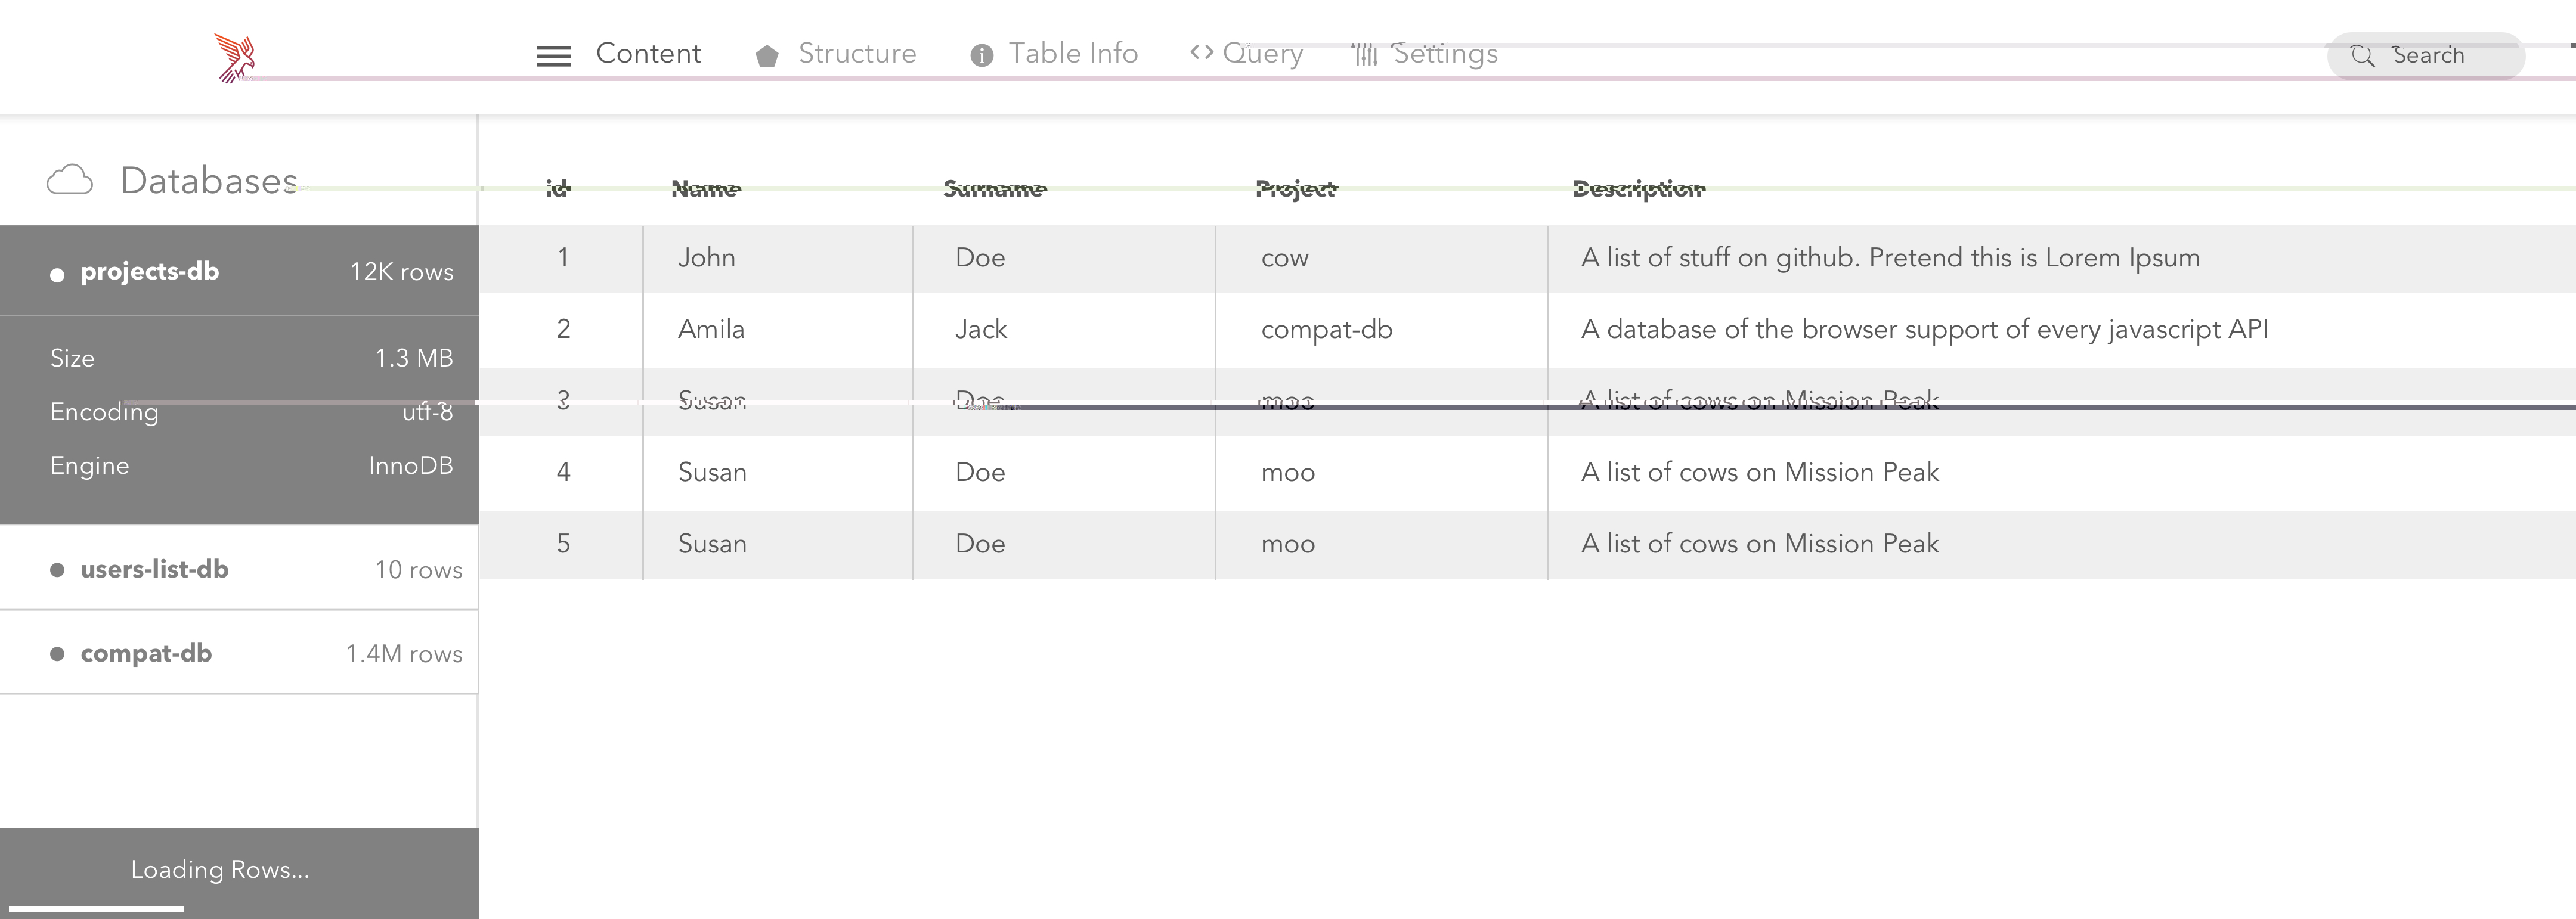 Content Structure Table Info Query Settings Search
Databases
id Name Surname Project Description
projects-db 12K rows
Size 1.3 MB
Encoding utf-8
Engine InnoDB
users-list-db 10 rows
compat-db 1.4M rows
Loading Rows...
1 John Doe cow A list of stuff on github. Pretend this is Lorem Ipsum
2 Amila Jack compat-db A database of the browser support of every javascript API
3 Susan Doe moo A list of cows on Mission Peak
4 Susan Doe moo A list of cows on Mission Peak
5 Susan Doe moo A list of cows on Mission Peak